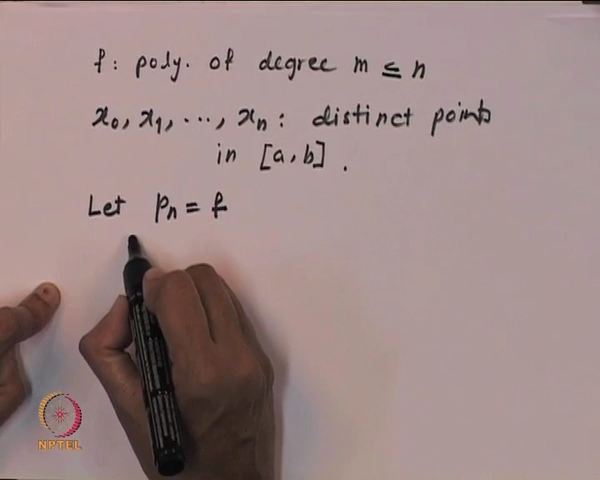 f : poly. of degree m ≤ n
x₀, x₁, ..., xₙ : distinct points
in [a, b] .
Let pₙ = f
NPTEL